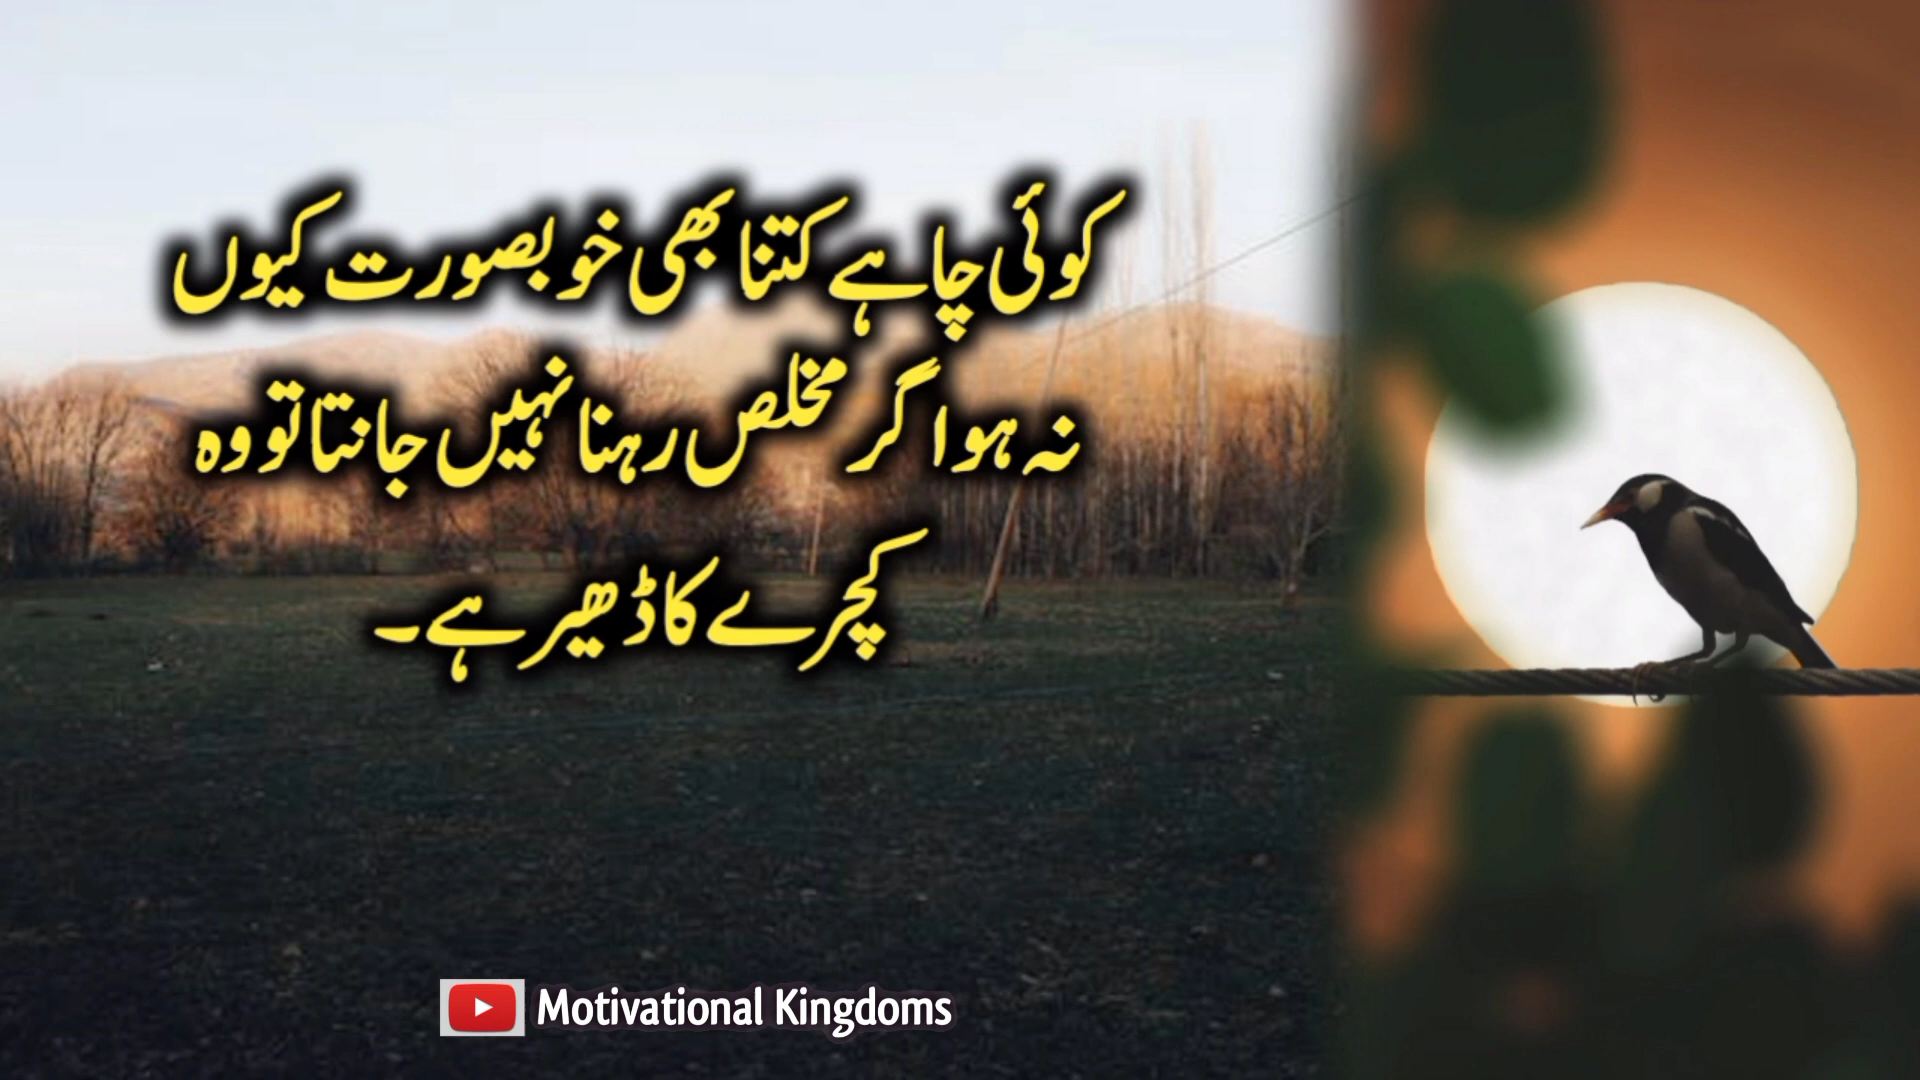 کوئی چاہے کتنا بھی خوبصورت کیوں
نہ ہو اگر مخلص رہنا نہیں جانتا تو وہ
کچرے کا ڈھیر ہے۔
Motivational Kingdoms